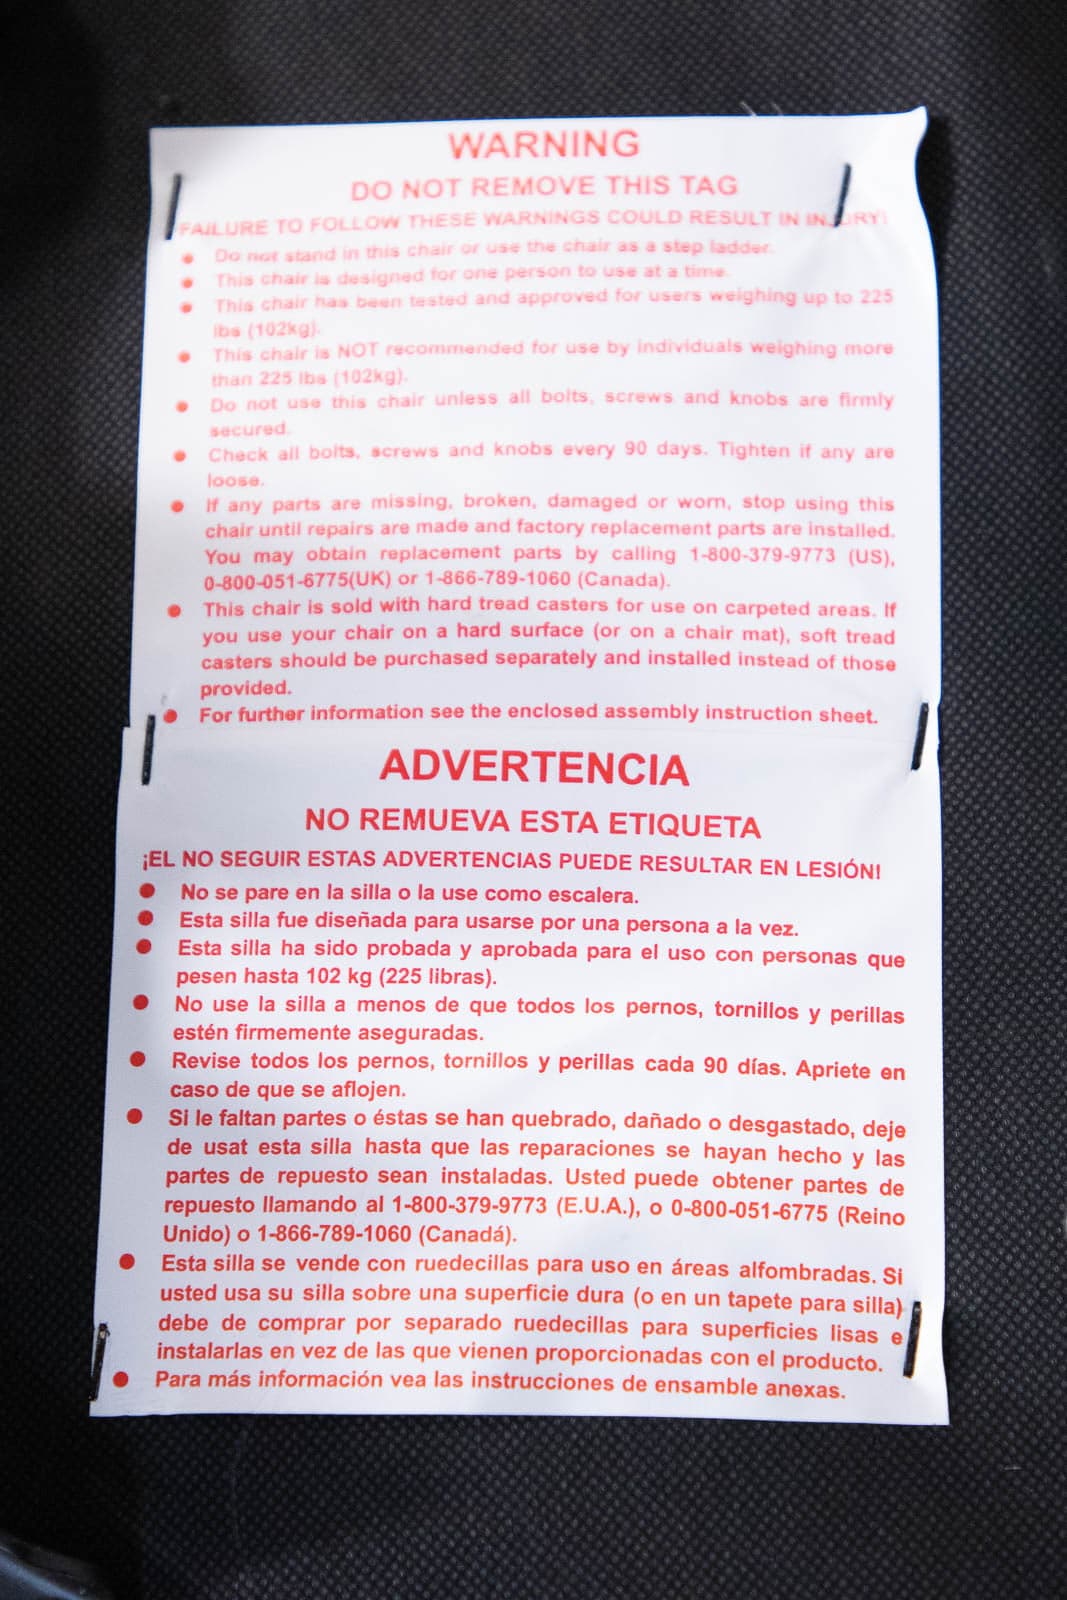 WARNING
DO NOT REMOVE THIS TAG
FAILURE TO FOLLOW THESE WARNINGS COULD RESULT IN INJURY!
● Do not stand in this chair or use the chair as a step ladder.
● This chair is designed for one person to use at a time.
● This chair has been tested and approved for users weighing up to 225
lbs (102kg).
● This chair is NOT recommended for use by individuals weighing more
than 225 lbs (102kg).
● Do not use this chair unless all bolts, screws and knobs are firmly
secured.
● Check all bolts, screws and knobs every 90 days. Tighten if any are
loose.
● If any parts are missing, broken, damaged or worn, stop using this
chair until repairs are made and factory replacement parts are installed.
You may obtain replacement parts by calling 1-800-379-9773 (US),
0-800-051-6775(UK) or 1-866-789-1060 (Canada).
● This chair is sold with hard tread casters for use on carpeted areas. If
you use your chair on a hard surface (or on a chair mat), soft tread
casters should be purchased separately and installed instead of those
provided.
● For further information see the enclosed assembly instruction sheet.
ADVERTENCIA
NO REMUEVA ESTA ETIQUETA
¡EL NO SEGUIR ESTAS ADVERTENCIAS PUEDE RESULTAR EN LESIÓN!
● No se pare en la silla o la use como escalera.
● Esta silla fue diseñada para usarse por una persona a la vez.
● Esta silla ha sido probada y aprobada para el uso con personas que
pesen hasta 102 kg (225 libras).
● No use la silla a menos de que todos los pernos, tornillos y perillas
estén firmemente aseguradas.
● Revise todos los pernos, tornillos y perillas cada 90 días. Apriete en
caso de que se aflojen.
● Si le faltan partes o éstas se han quebrado, dañado o desgastado, deje
de usat esta silla hasta que las reparaciones se hayan hecho y las
partes de repuesto sean instaladas. Usted puede obtener partes de
repuesto llamando al 1-800-379-9773 (E.U.A.), o 0-800-051-6775 (Reino
Unido) o 1-866-789-1060 (Canadá).
● Esta silla se vende con ruedecillas para uso en áreas alfombradas. Si
usted usa su silla sobre una superficie dura (o en un tapete para silla)
debe de comprar por separado ruedecillas para superficies lisas e
instalarlas en vez de las que vienen proporcionadas con el producto.
● Para más información vea las instrucciones de ensamble anexas.